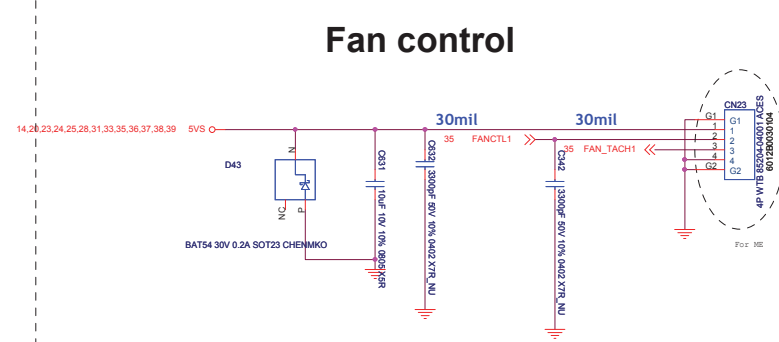 Fan control
14,20,23,24,25,28,31,33,35,36,37,38,39 5VS
30mil
30mil
35 FANCTL1
35 FAN_TACH1
CN23
G1
1
2
3
4
G2
G1
1
2
3
4
G2
4P WTB 85204-04001 ACES
6012B0030104
For ME
D43
N
NC
P
BAT54 30V 0.2A SOT23 CHENMKO
C631
10uF 10V 10% 0805 X5R
C632
3300pF 50V 10% 0402 X7R_NU
C342
3300pF 50V 10% 0402 X7R_NU